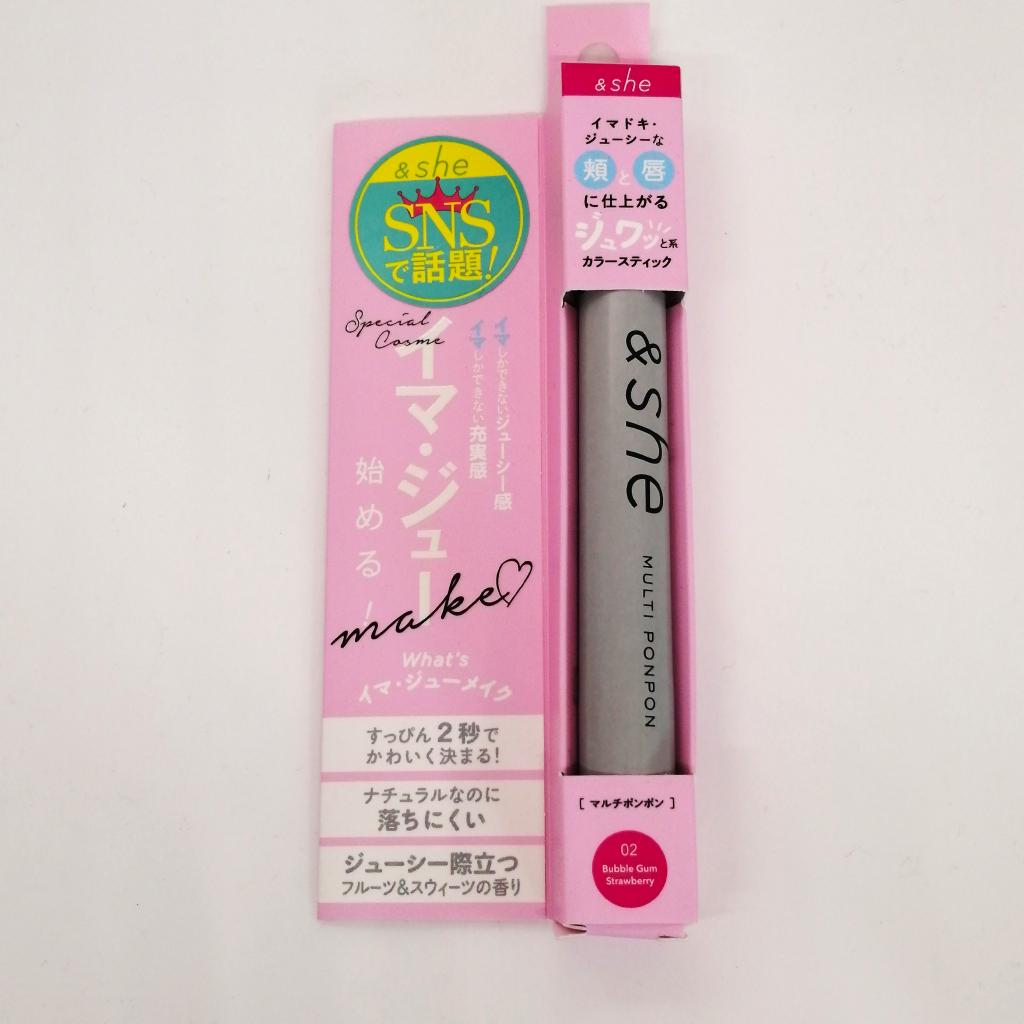 & she
SNS
で話題!
Special
Cosme
イマしかできないジューシー感
イマしかできない充実感
イマ・ジュー
始める!
make
What's
イマ・ジューメイク
すっぴん2秒で
かわいく決まる!
ナチュラルなのに
落ちにくい
ジューシー際立つ
フルーツ&スウィーツの香り
& she
イマドキ・
ジューシーな
頬と唇
に仕上がる
ジュワッと系
カラースティック
& she
MULTI PONPON
[ マルチポンポン ]
02
Bubble Gum
Strawberry